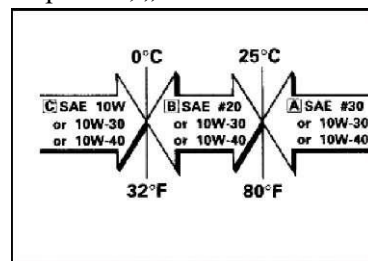 0°C 25°C
C SAE 10W B SAE #20 A SAE #30
or 10W-30 or 10W-30 or 10W-30
or 10W-40 or 10W-40 or 10W-40
32°F 80°F